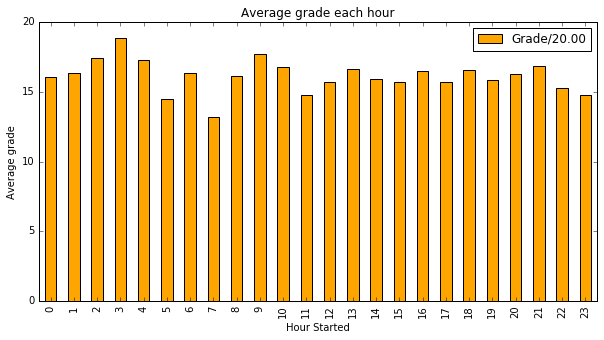 Average grade each hour
Grade/20.00
20
15
10
5
0
Average grade
0 1 2 3 4 5 6 7 8 9 10 11 12 13 14 15 16 17 18 19 20 21 22 23
Hour Started